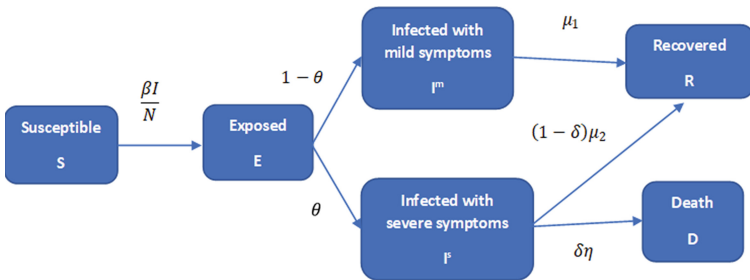 Susceptible
S
βI
N
Exposed
E
1 − θ
θ
Infected with
mild symptoms
Iᵐ
Infected with
severe symptoms
Iˢ
μ₁
(1 − δ)μ₂
δη
Recovered
R
Death
D